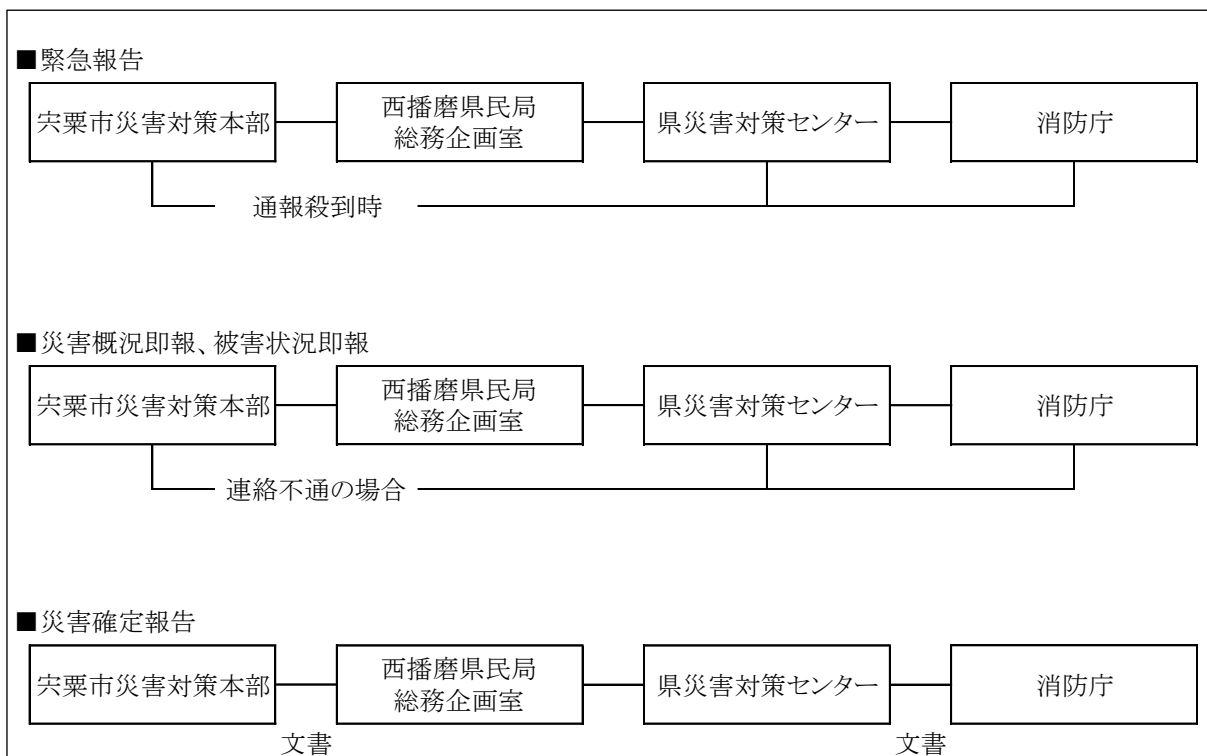 ■緊急報告
宍粟市災害対策本部
西播磨県民局
総務企画室
県災害対策センター
消防庁
通報殺到時
■災害概況即報、被害状況即報
宍粟市災害対策本部
西播磨県民局
総務企画室
県災害対策センター
消防庁
連絡不通の場合
■災害確定報告
宍粟市災害対策本部
西播磨県民局
総務企画室
県災害対策センター
消防庁
文書
文書